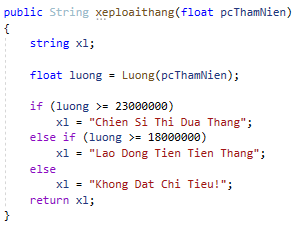 public String xeploaithang(float pcThamNien)
{
string xl;
float luong = Luong(pcThamNien);
if (luong >= 23000000)
xl = "Chien Si Thi Dua Thang";
else if (luong >= 18000000)
xl = "Lao Dong Tien Tien Thang";
else
xl = "Khong Dat Chi Tieu!";
return xl;
}